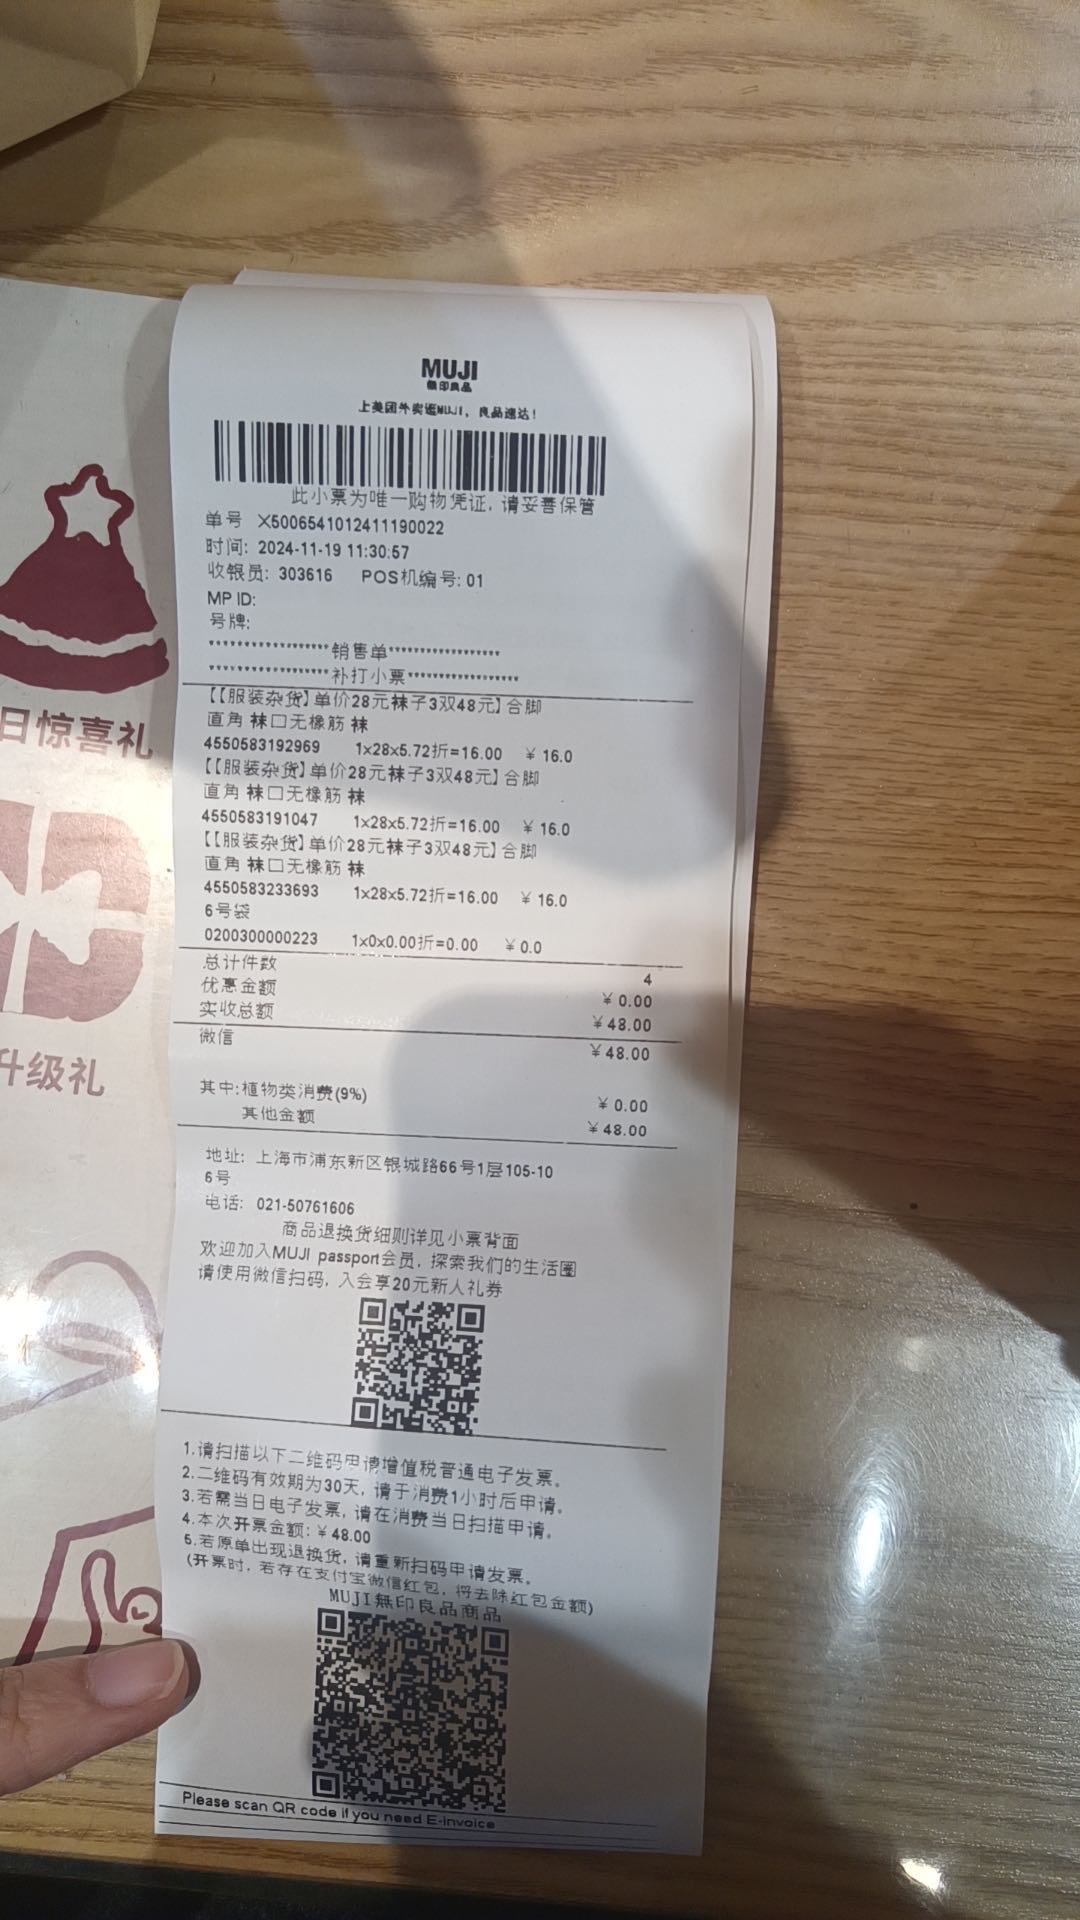 MUJI
無印良品
上美团外卖逛MUJI，良品速达！
此小票为唯一购物凭证，请妥善保管
单号 X5006541012411190022
时间: 2024-11-19 11:30:57
收银员: 303616 POS机编号: 01
MP ID:
号牌:
******************销售单*****************
******************补打小票*****************
【【服装杂货】单价28元袜子3双48元】合脚
直角 袜口无橡筋 袜
4550583192969 1x28x5.72折=16.00 ￥16.0
【【服装杂货】单价28元袜子3双48元】合脚
直角 袜口无橡筋 袜
4550583191047 1x28x5.72折=16.00 ￥16.0
【【服装杂货】单价28元袜子3双48元】合脚
直角 袜口无橡筋 袜
4550583233693 1x28x5.72折=16.00 ￥16.0
6号袋
0200300000223 1x0x0.00折=0.00 ￥0.0
总计件数 4
优惠金额 ￥0.00
实收总额 ￥48.00
微信 ￥48.00
其中:植物类消费(9%) ￥0.00
其他金额 ￥48.00
地址: 上海市浦东新区银城路66号1层105-10
6号
电话: 021-50761606
商品退换货细则详见小票背面
欢迎加入MUJI passport会员，探索我们的生活圈
请使用微信扫码，入会享20元新人礼券
1.请扫描以下二维码申请增值税普通电子发票。
2.二维码有效期为30天，请于消费1小时后申请。
3.若需当日电子发票，请在消费当日扫描申请。
4.本次开票金额:￥48.00
5.若原单出现退换货，请重新扫码申请发票。
(开票时，若存在支付宝微信红包，将去除红包金额)
MUJI無印良品商品
Please scan QR code if you need E-invoice
日惊喜礼
升级礼